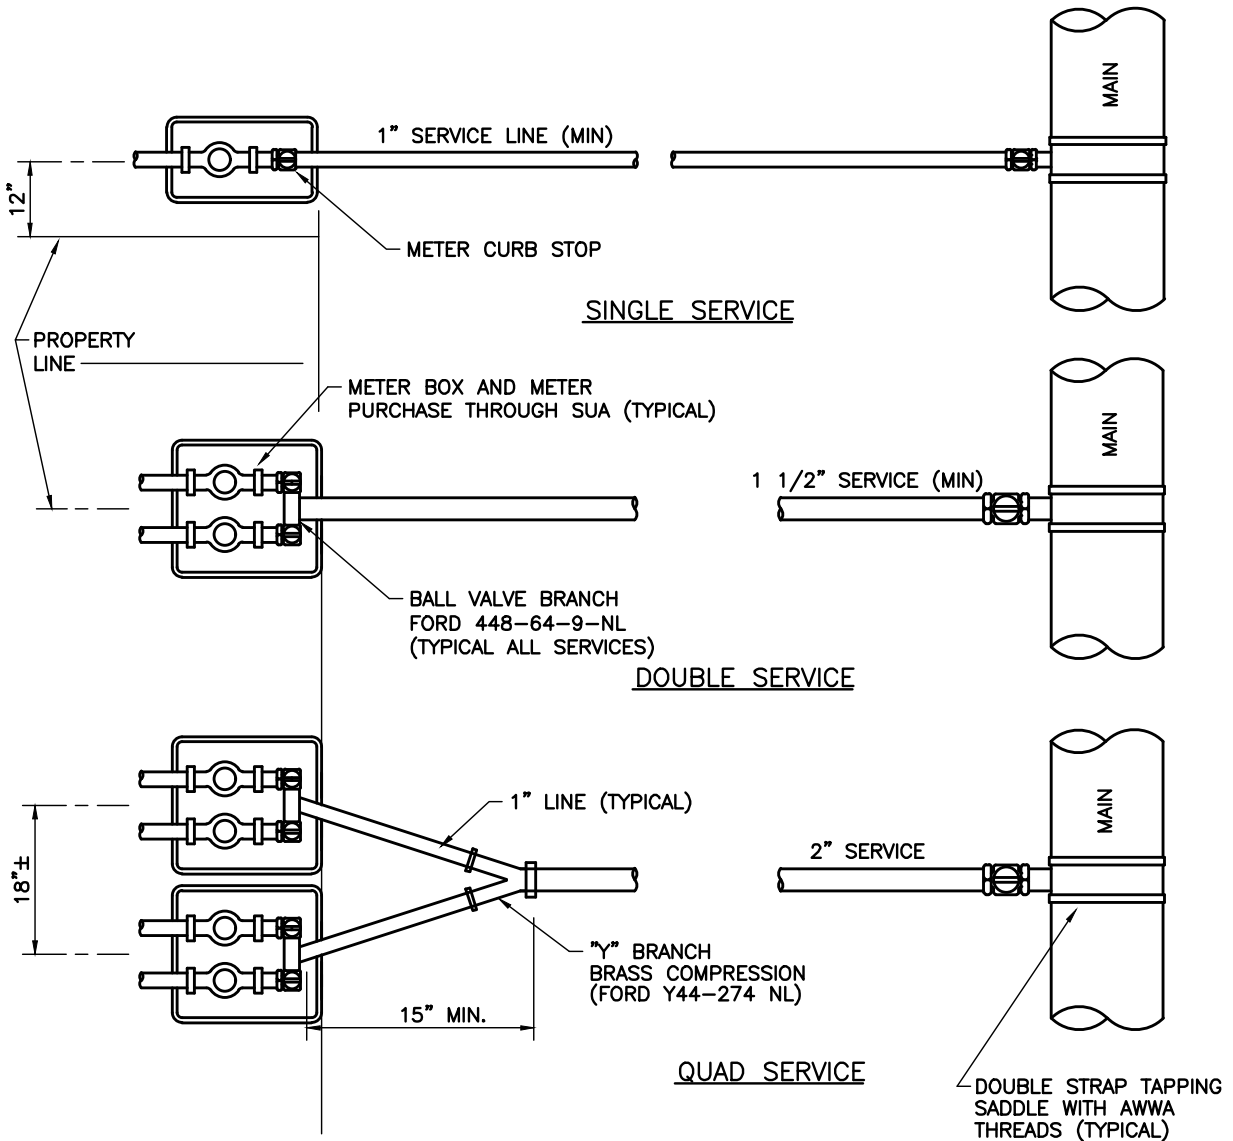 MAIN
1" SERVICE LINE (MIN)
12"
METER CURB STOP
SINGLE SERVICE
PROPERTY
LINE
METER BOX AND METER
PURCHASE THROUGH SUA (TYPICAL)
MAIN
1 1/2" SERVICE (MIN)
BALL VALVE BRANCH
FORD 448-64-9-NL
(TYPICAL ALL SERVICES)
DOUBLE SERVICE
1" LINE (TYPICAL)
MAIN
2" SERVICE
18"±
"Y" BRANCH
BRASS COMPRESSION
(FORD Y44-274 NL)
15" MIN.
QUAD SERVICE
DOUBLE STRAP TAPPING
SADDLE WITH AWWA
THREADS (TYPICAL)